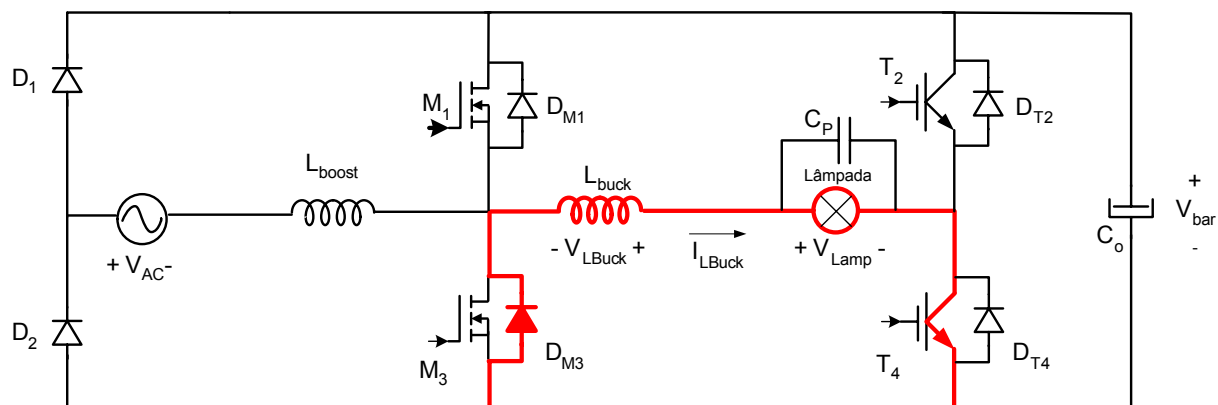 D1
M1
DM1
T2
DT2
CP
Lboost
Lbuck
Lâmpada
+ VAC -
- VLBuck +
ILBuck
+ VLamp -
Co
+
Vbar
-
D2
M3
DM3
T4
DT4